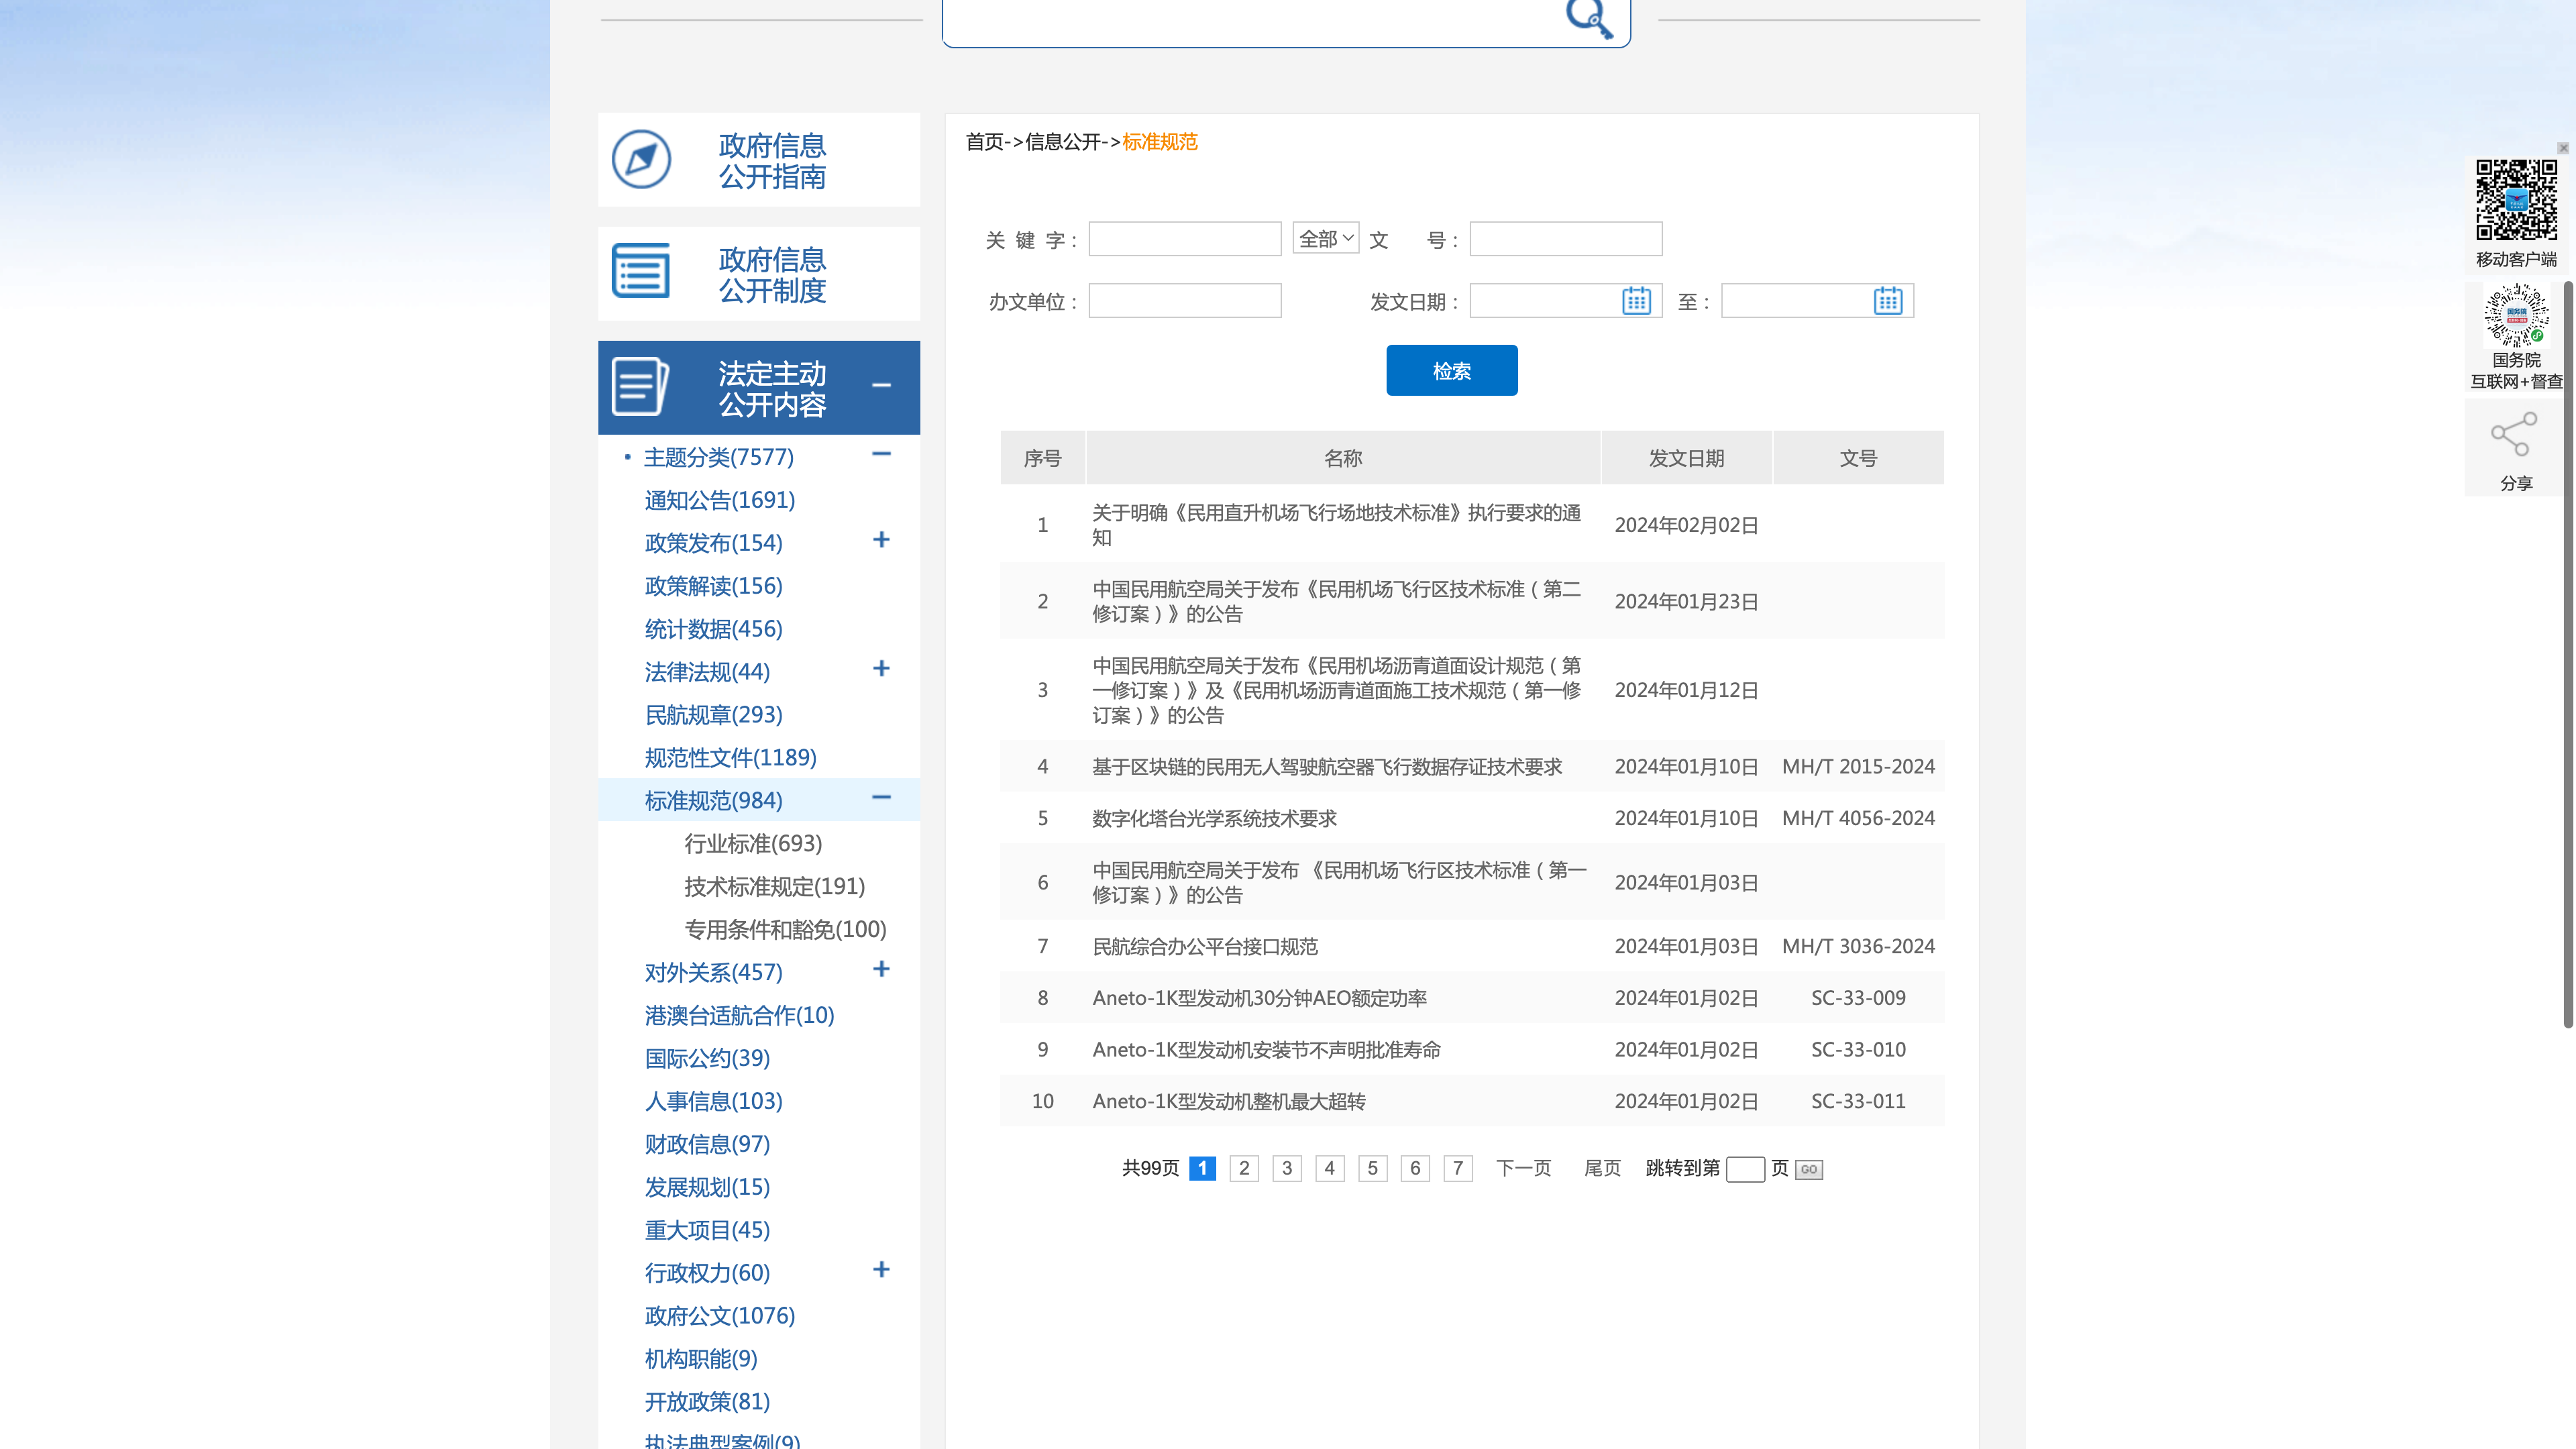 政府信息
公开指南
政府信息
公开制度
法定主动
公开内容
主题分类(7577)
通知公告(1691)
政策发布(154)
政策解读(156)
统计数据(456)
法律法规(44)
民航规章(293)
规范性文件(1189)
标准规范(984)
行业标准(693)
技术标准规定(191)
专用条件和豁免(100)
对外关系(457)
港澳台适航合作(10)
国际公约(39)
人事信息(103)
财政信息(97)
发展规划(15)
重大项目(45)
行政权力(60)
政府公文(1076)
机构职能(9)
开放政策(81)
执法典型案例(9)
首页->信息公开->标准规范
关 键 字： 全部 文 号：
办文单位： 发文日期： 至：
检索
序号 名称 发文日期 文号
1 关于明确《民用直升机场飞行场地技术标准》执行要求的通
知 2024年02月02日
2 中国民用航空局关于发布《民用机场飞行区技术标准（第二
修订案）》的公告 2024年01月23日
3 中国民用航空局关于发布《民用机场沥青道面设计规范（第
一修订案）》及《民用机场沥青道面施工技术规范（第一修
订案）》的公告 2024年01月12日
4 基于区块链的民用无人驾驶航空器飞行数据存证技术要求 2024年01月10日 MH/T 2015-2024
5 数字化塔台光学系统技术要求 2024年01月10日 MH/T 4056-2024
6 中国民用航空局关于发布 《民用机场飞行区技术标准（第一
修订案）》的公告 2024年01月03日
7 民航综合办公平台接口规范 2024年01月03日 MH/T 3036-2024
8 Aneto-1K型发动机30分钟AEO额定功率 2024年01月02日 SC-33-009
9 Aneto-1K型发动机安装节不声明批准寿命 2024年01月02日 SC-33-010
10 Aneto-1K型发动机整机最大超转 2024年01月02日 SC-33-011
共99页 1 2 3 4 5 6 7 下一页 尾页 跳转到第 页 GO
移动客户端
国务院
国务院
互联网+督查
分享